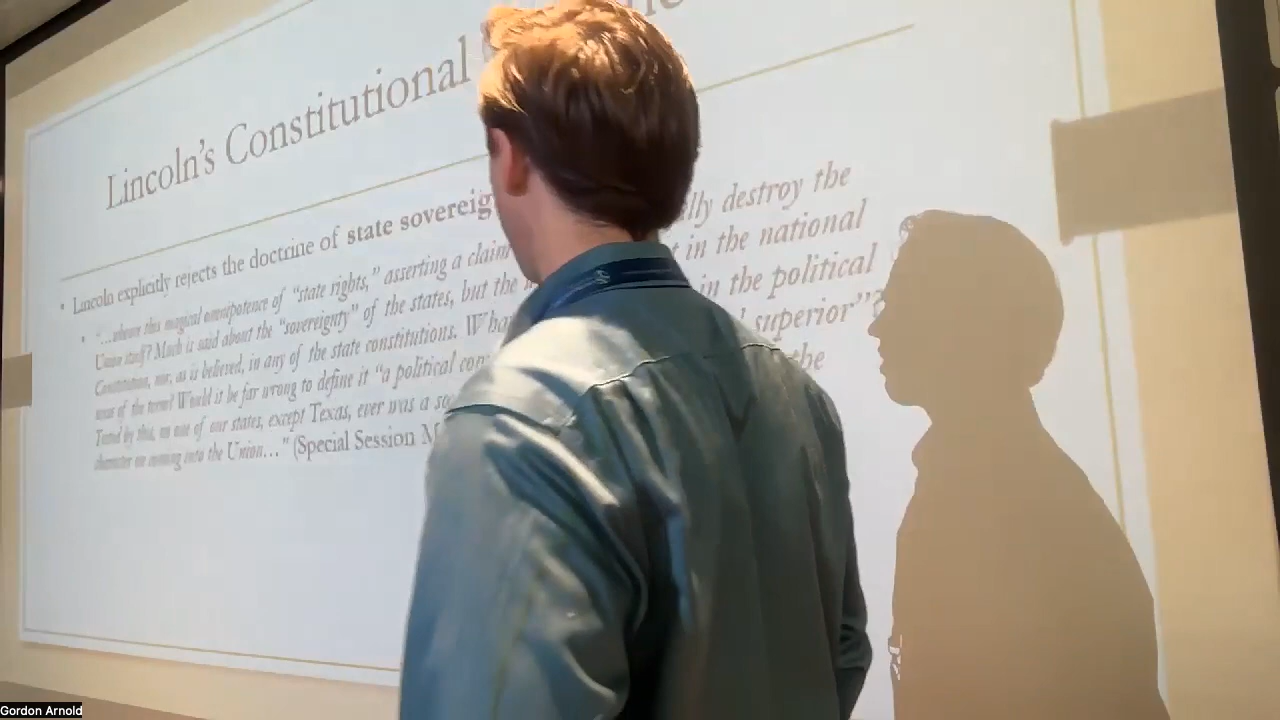 Lincoln's Constitutional
• Lincoln explicitly rejects the doctrine of state sovereig
• "…whence this magical omnipotence of "state rights," asserting a claim lly destroy the
Union itself? Much is said about the "sovereignty" of the states, but the t in the national
Constitution, nor, as is believed, in any of the state constitutions. What in the political
sense of the term? Would it be far wrong to define it "a political com superior"?
Tested by this, no one of our states, except Texas, ever was a so the
character on coming into the Union…" (Special Session M
Gordon Arnold